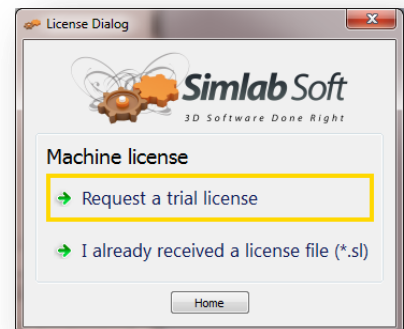 License Dialog
Simlab Soft
3D Software Done Right
Machine license
Request a trial license
I already received a license file (*.sl)
Home